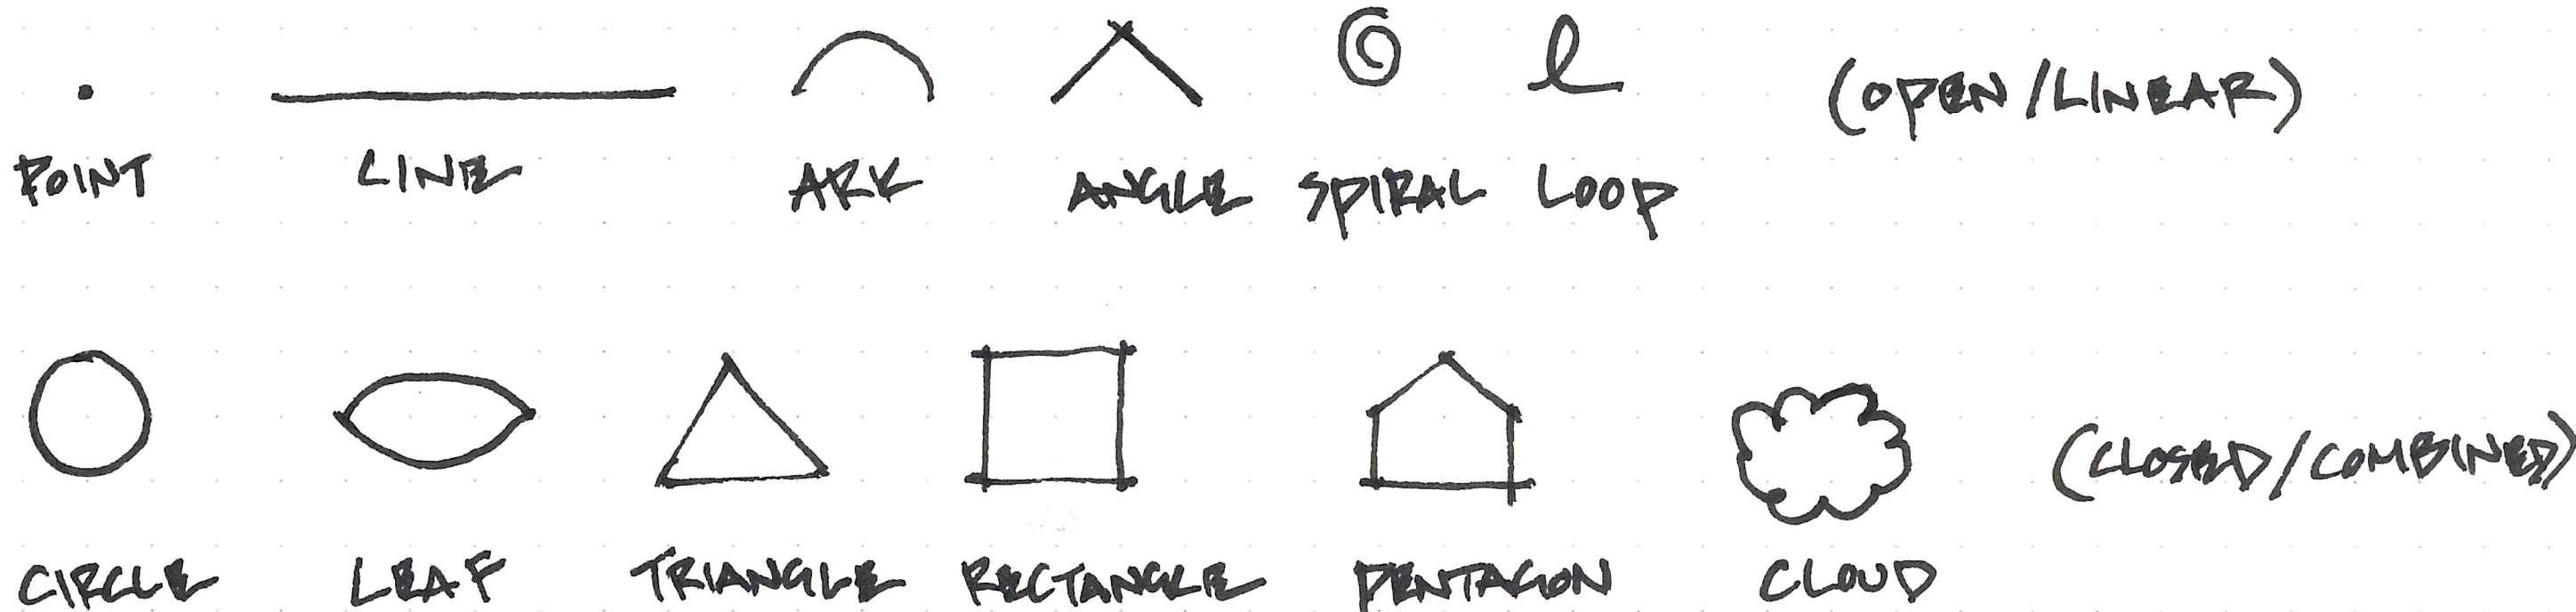 (OPEN/LINEAR)
POINT LINE ARK ANGLE SPIRAL LOOP
(CLOSED/COMBINED)
CIRCLE LEAF TRIANGLE RECTANGLE PENTAGON CLOUD